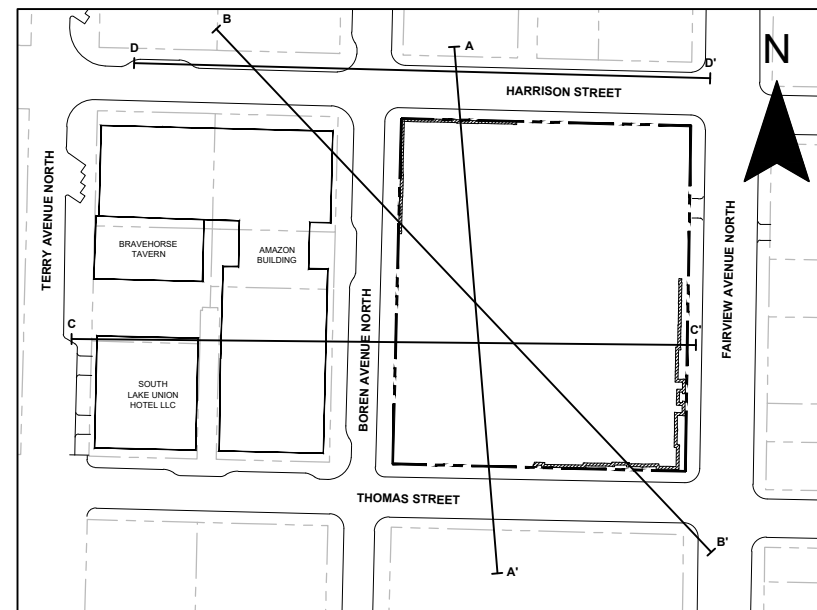 B
A
N
D
D'
HARRISON STREET
TERRY AVENUE NORTH
BRAVEHORSE
TAVERN
AMAZON
BUILDING
FAIRVIEW AVENUE NORTH
BOREN AVENUE NORTH
C
C'
SOUTH
LAKE UNION
HOTEL LLC
THOMAS STREET
B'
A'